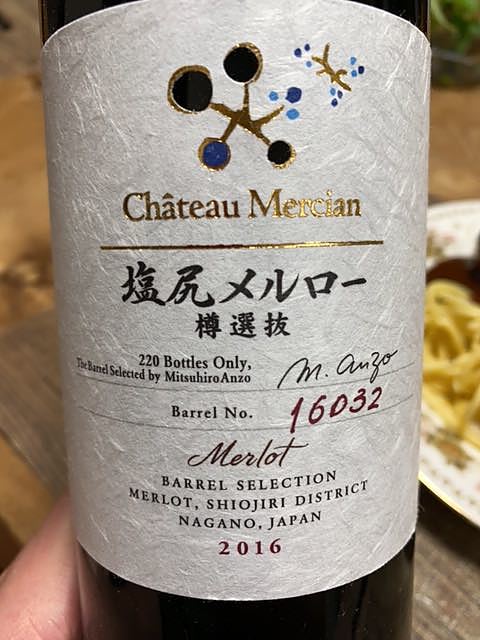 Château Mercian
塩尻メルロー
樽選抜
220 Bottles Only,
The Barrel Selected by Mitsuhiro Anzo
M. Anzo
Barrel No. 16032
Merlot
BARREL SELECTION
MERLOT, SHIOJIRI DISTRICT
NAGANO, JAPAN
2016